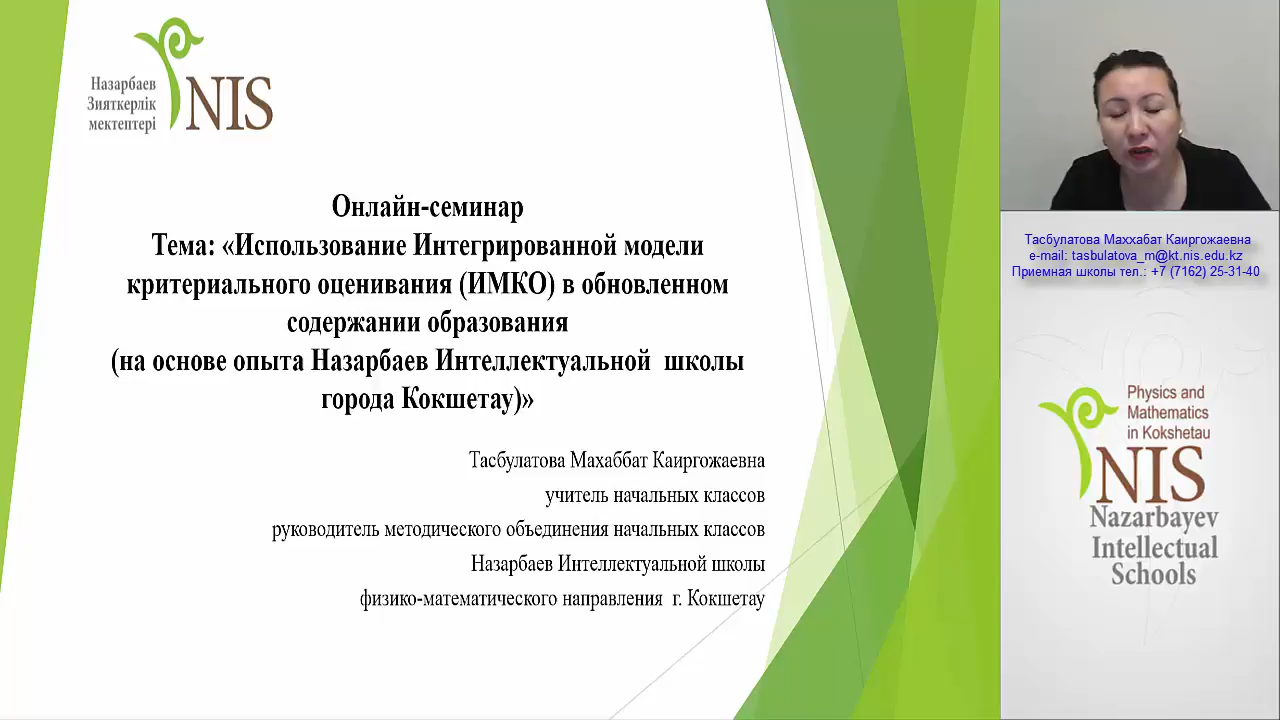 Назарбаев
Зияткерлік
мектептері
NIS
Онлайн-семинар
Тема: «Использование Интегрированной модели
критериального оценивания (ИМКО) в обновленном
содержании образования
(на основе опыта Назарбаев Интеллектуальной школы
города Кокшетау)»
Тасбулатова Махаббат Каиргожаевна
учитель начальных классов
руководитель методического объединения начальных классов
Назарбаев Интеллектуальной школы
физико-математического направления г. Кокшетау
Тасбулатова Маххабат Каиргожаевна
e-mail: tasbulatova_m@kt.nis.edu.kz
Приемная школы тел.: +7 (7162) 25-31-40
Physics and
Mathematics
in Kokshetau
NIS
Nazarbayev
Intellectual
Schools